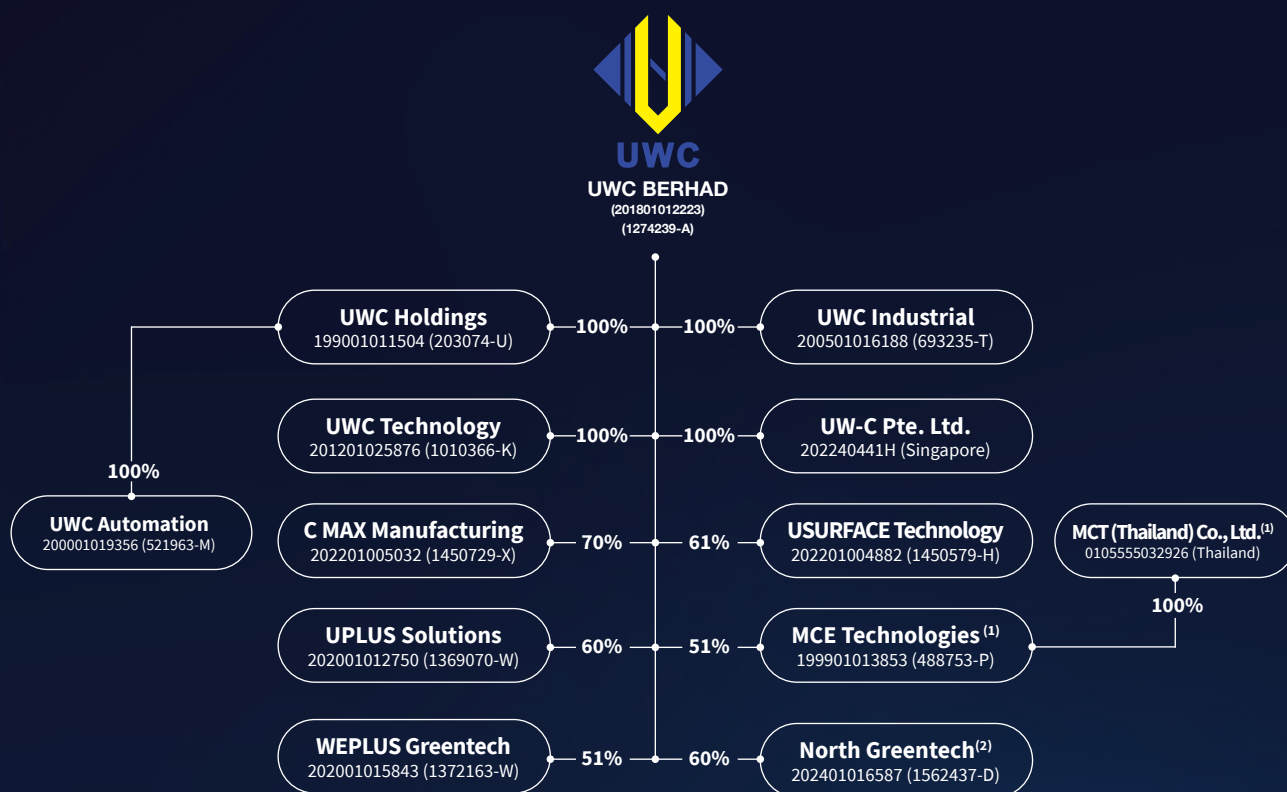 UWC
UWC BERHAD
(201801012223)
(1274239-A)
UWC Holdings
199001011504 (203074-U)
100%
100%
UWC Industrial
200501016188 (693235-T)
UWC Technology
201201025876 (1010366-K)
100%
100%
UW-C Pte. Ltd.
202240441H (Singapore)
100%
UWC Automation
200001019356 (521963-M)
C MAX Manufacturing
202201005032 (1450729-X)
70%
61%
USURFACE Technology
202201004882 (1450579-H)
MCT (Thailand) Co., Ltd.(1)
0105555032926 (Thailand)
100%
UPLUS Solutions
202001012750 (1369070-W)
60%
51%
MCE Technologies (1)
199901013853 (488753-P)
WEPLUS Greentech
202001015843 (1372163-W)
51%
60%
North Greentech(2)
202401016587 (1562437-D)